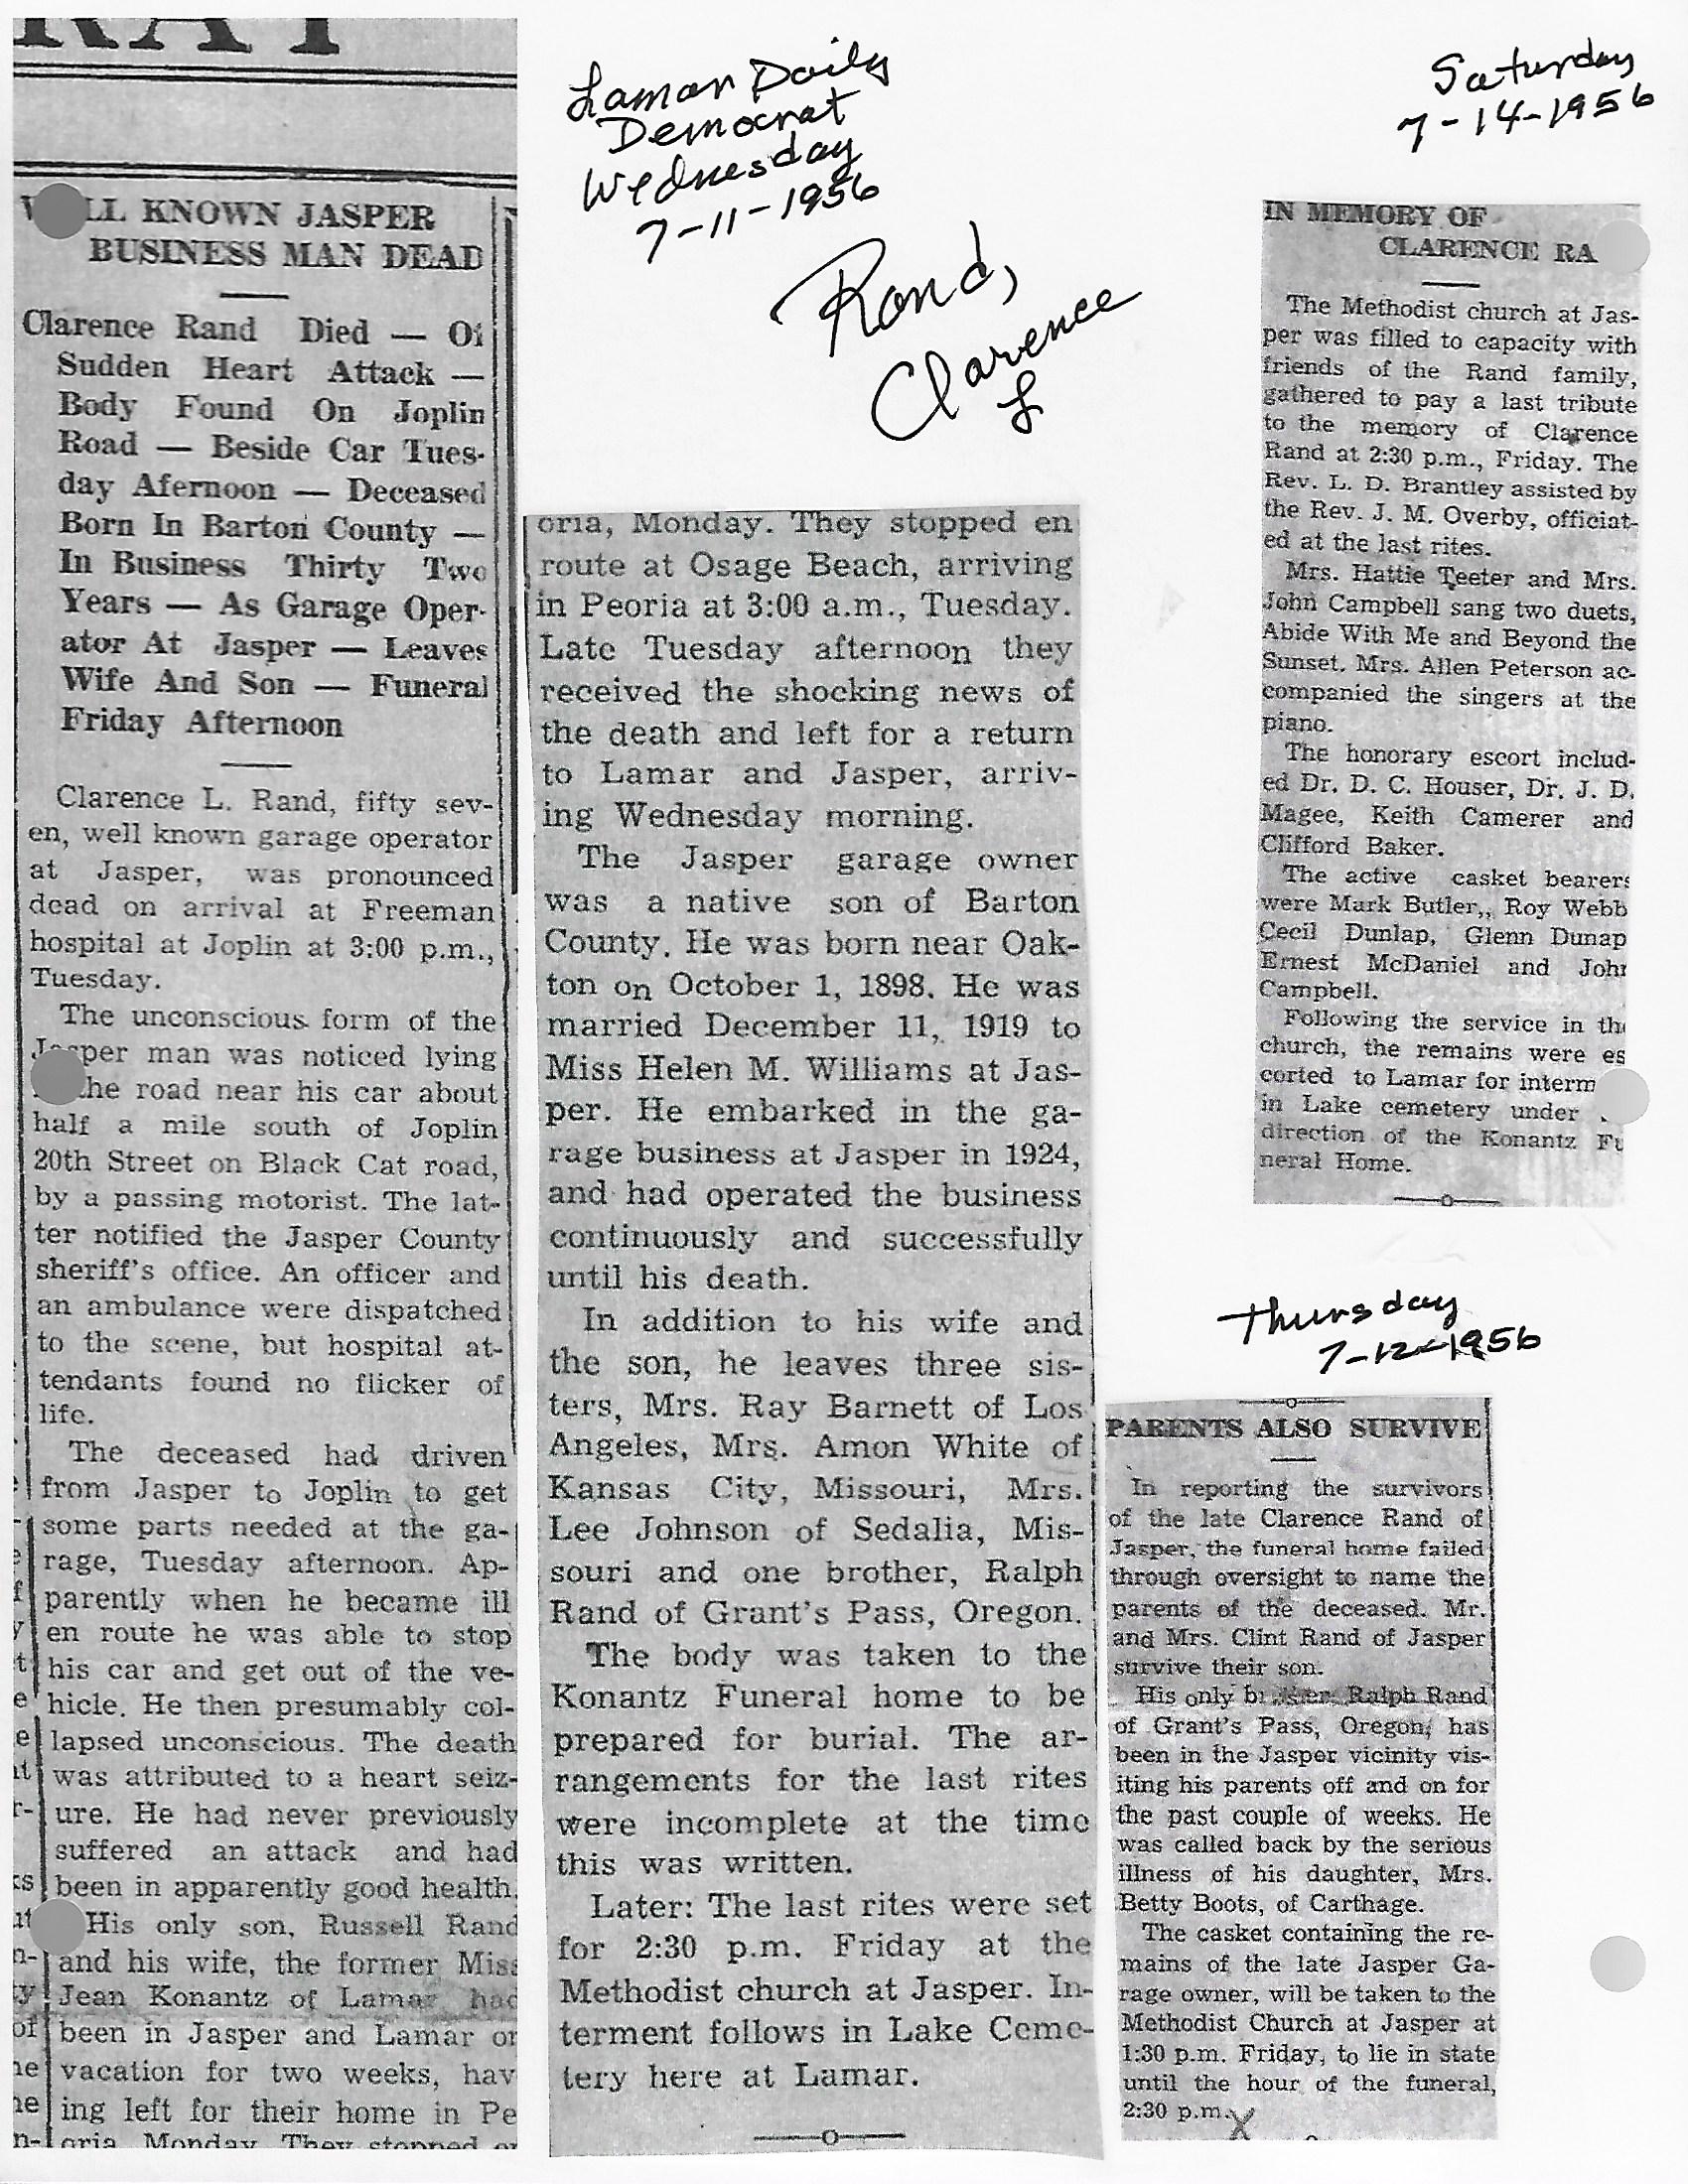 Lamar Daily
Democrat
Wednesday
7-11-1956
Rand,
Clarence
L
WELL KNOWN JASPER
BUSINESS MAN DEAD
Clarence Rand Died — Of
Sudden Heart Attack —
Body Found On Joplin
Road — Beside Car Tues-
day Afernoon — Deceased
Born In Barton County —
In Business Thirty Two
Years — As Garage Oper-
ator At Jasper — Leaves
Wife And Son — Funeral
Friday Afternoon
Clarence L. Rand, fifty sev-
en, well known garage operator
at Jasper, was pronounced
dead on arrival at Freeman
hospital at Joplin at 3:00 p.m.,
Tuesday.
The unconscious form of the
Jasper man was noticed lying
the road near his car about
half a mile south of Joplin
20th Street on Black Cat road,
by a passing motorist. The lat-
ter notified the Jasper County
sheriff's office. An officer and
an ambulance were dispatched
to the scene, but hospital at-
tendants found no flicker of
life.
The deceased had driven
from Jasper to Joplin to get
some parts needed at the ga-
rage, Tuesday afternoon. Ap-
parently when he became ill
en route he was able to stop
his car and get out of the ve-
hicle. He then presumably col-
lapsed unconscious. The death
was attributed to a heart seiz-
ure. He had never previously
suffered an attack and had
been in apparently good health.
His only son, Russell Rand
and his wife, the former Miss
Jean Konantz of Lamar had
been in Jasper and Lamar on
vacation for two weeks, hav
ing left for their home in Pe
oria, Monday. They stopped en
route at Osage Beach, arriving
in Peoria at 3:00 a.m., Tuesday.
Late Tuesday afternoon they
received the shocking news of
the death and left for a return
to Lamar and Jasper, arriv-
ing Wednesday morning.
The Jasper garage owner
was a native son of Barton
County. He was born near Oak-
ton on October 1, 1898. He was
married December 11, 1919 to
Miss Helen M. Williams at Jas-
per. He embarked in the ga-
rage business at Jasper in 1924,
and had operated the business
continuously and successfully
until his death.
In addition to his wife and
the son, he leaves three sis-
ters, Mrs. Ray Barnett of Los
Angeles, Mrs. Amon White of
Kansas City, Missouri, Mrs.
Lee Johnson of Sedalia, Mis-
souri and one brother, Ralph
Rand of Grant's Pass, Oregon.
The body was taken to the
Konantz Funeral home to be
prepared for burial. The ar-
rangements for the last rites
were incomplete at the time
this was written.
Later: The last rites were set
for 2:30 p.m. Friday at the
Methodist church at Jasper. In-
terment follows in Lake Ceme-
tery here at Lamar.
Saturday
7-14-1956
IN MEMORY OF
CLARENCE RA
The Methodist church at Jas-
per was filled to capacity with
friends of the Rand family,
gathered to pay a last tribute
to the memory of Clarence
Rand at 2:30 p.m., Friday. The
Rev. L. D. Brantley assisted by
the Rev. J. M. Overby, officiat-
ed at the last rites.
Mrs. Hattie Teeter and Mrs.
John Campbell sang two duets,
Abide With Me and Beyond the
Sunset. Mrs. Allen Peterson ac-
companied the singers at the
piano.
The honorary escort includ-
ed Dr. D. C. Houser, Dr. J. D.
Magee, Keith Camerer and
Clifford Baker.
The active casket bearers
were Mark Butler,, Roy Webb
Cecil Dunlap, Glenn Dunap
Ernest McDaniel and John
Campbell.
Following the service in the
church, the remains were es
corted to Lamar for interm
in Lake cemetery under
direction of the Konantz Fu
neral Home.
Thursday
7-12-1956
PARENTS ALSO SURVIVE
In reporting the survivors
of the late Clarence Rand of
Jasper, the funeral home failed
through oversight to name the
parents of the deceased. Mr.
and Mrs. Clint Rand of Jasper
survive their son.
His only brother, Ralph Rand
of Grant's Pass, Oregon, has
been in the Jasper vicinity vis-
iting his parents off and on for
the past couple of weeks. He
was called back by the serious
illness of his daughter, Mrs.
Betty Boots, of Carthage.
The casket containing the re-
mains of the late Jasper Ga-
rage owner, will be taken to the
Methodist Church at Jasper at
1:30 p.m. Friday, to lie in state
until the hour of the funeral,
2:30 p.m.